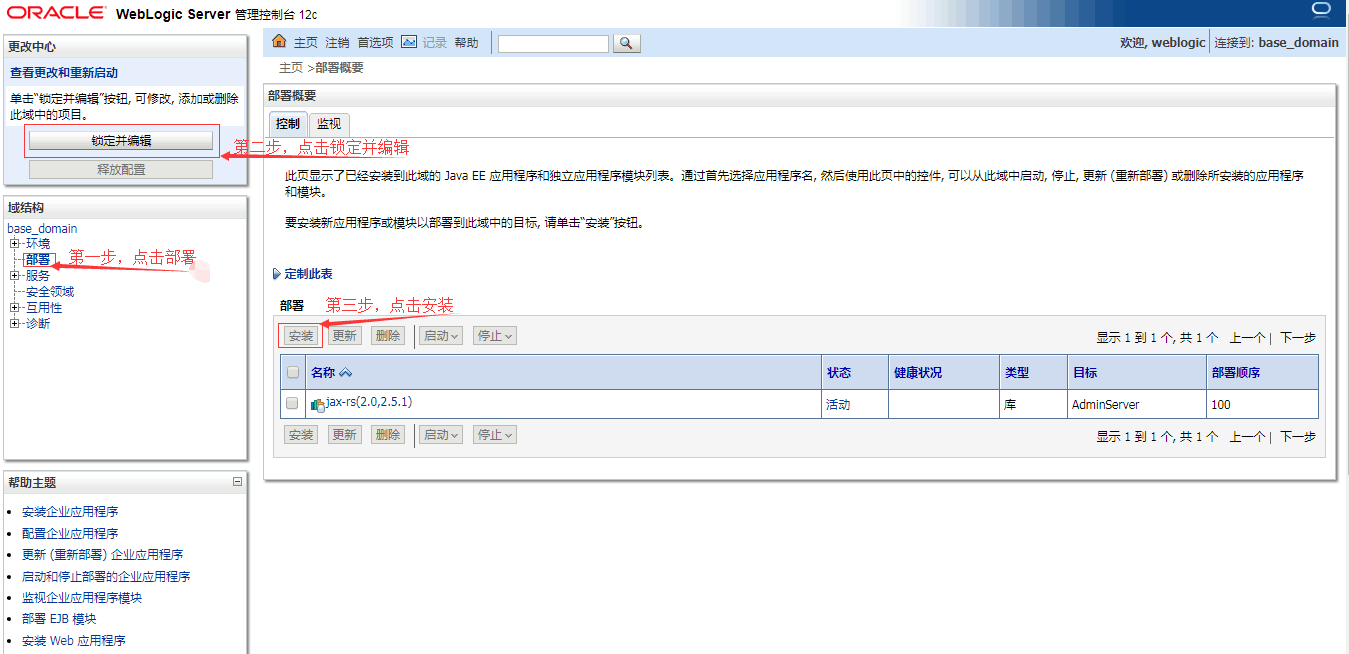 ORACLE WebLogic Server 管理控制台 12c
更改中心
查看更改和重新启动
单击“锁定并编辑”按钮, 可修改, 添加或删除
此域中的项目。
锁定并编辑
释放配置
第二步，点击锁定并编辑
域结构
base_domain
环境
部署
第一步，点击部署
服务
安全领域
互用性
诊断
帮助主题
安装企业应用程序
配置企业应用程序
更新 (重新部署) 企业应用程序
启动和停止部署的企业应用程序
监视企业应用程序模块
部署 EJB 模块
安装 Web 应用程序
主页 注销 首选项 记录 帮助
欢迎, weblogic 连接到: base_domain
主页 >部署概要
部署概要
控制 监视
此页显示了已经安装到此域的 Java EE 应用程序和独立应用程序模块列表。通过首先选择应用程序名, 然后使用此页中的控件, 可以从此域中启动, 停止, 更新 (重新部署) 或删除所安装的应用程序
和模块。
要安装新应用程序或模块以部署到此域中的目标, 请单击“安装”按钮。
定制此表
部署 第三步，点击安装
安装 更新 删除 启动 停止 显示 1 到 1 个, 共 1 个 上一个 | 下一步
名称 状态 健康状况 类型 目标 部署顺序
jax-rs(2.0,2.5.1) 活动 库 AdminServer 100
安装 更新 删除 启动 停止 显示 1 到 1 个, 共 1 个 上一个 | 下一步